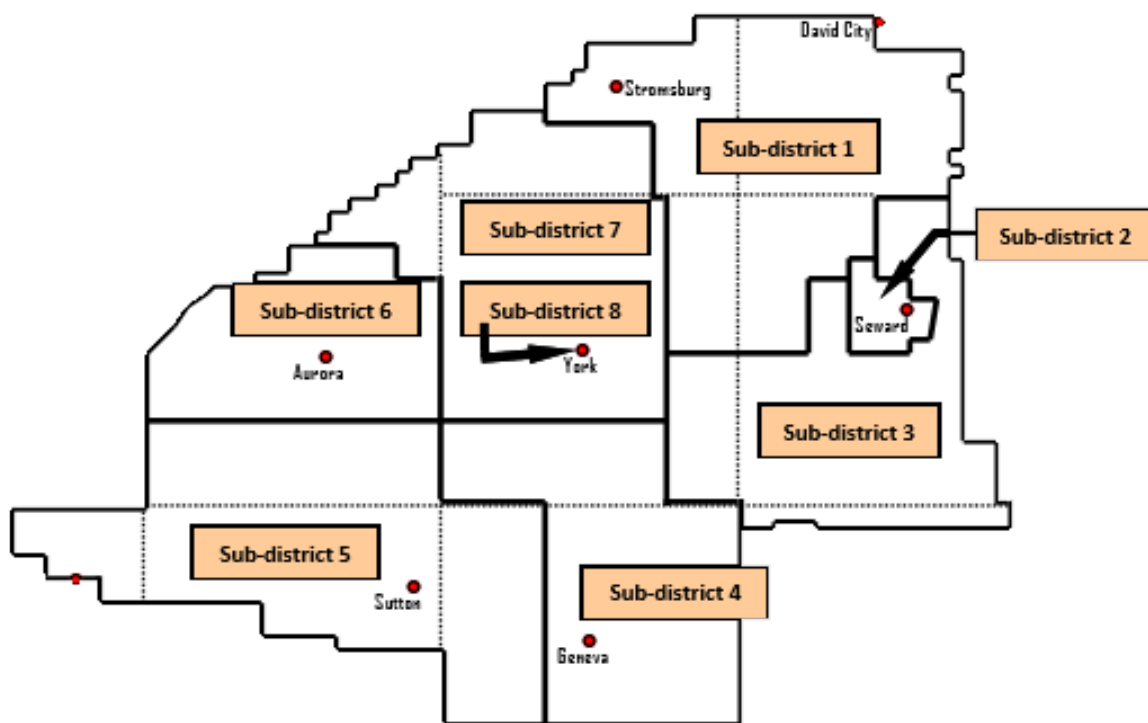 David City
Stromsburg
Sub-district 1
Sub-district 7
Sub-district 2
Sub-district 6
Sub-district 8
Seward
Aurora
York
Sub-district 3
Sub-district 5
Sub-district 4
Sutton
Geneva